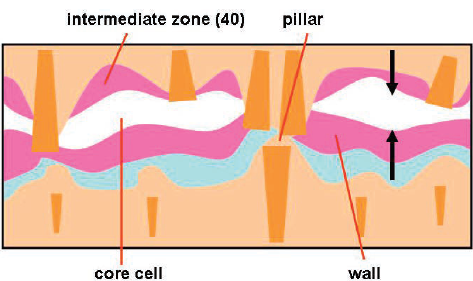 intermediate zone (40) pillar
core cell wall